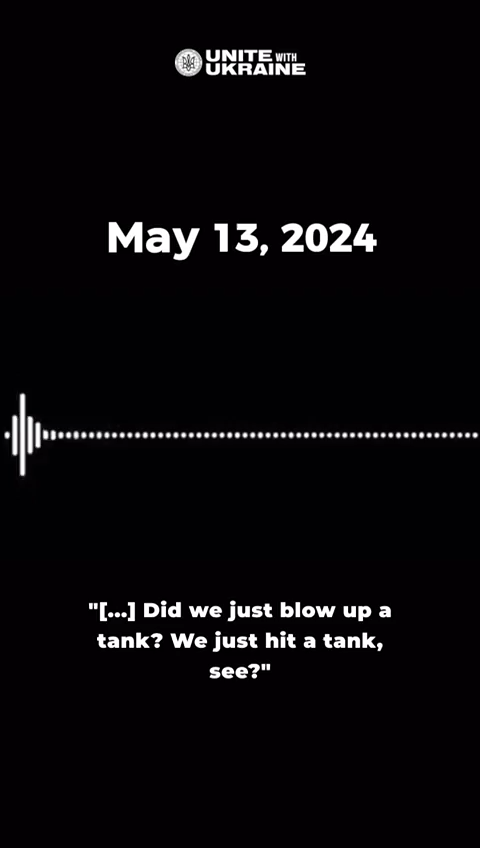 UNITE WITH
UKRAINE
May 13, 2024
"[...] Did we just blow up a
tank? We just hit a tank,
see?"